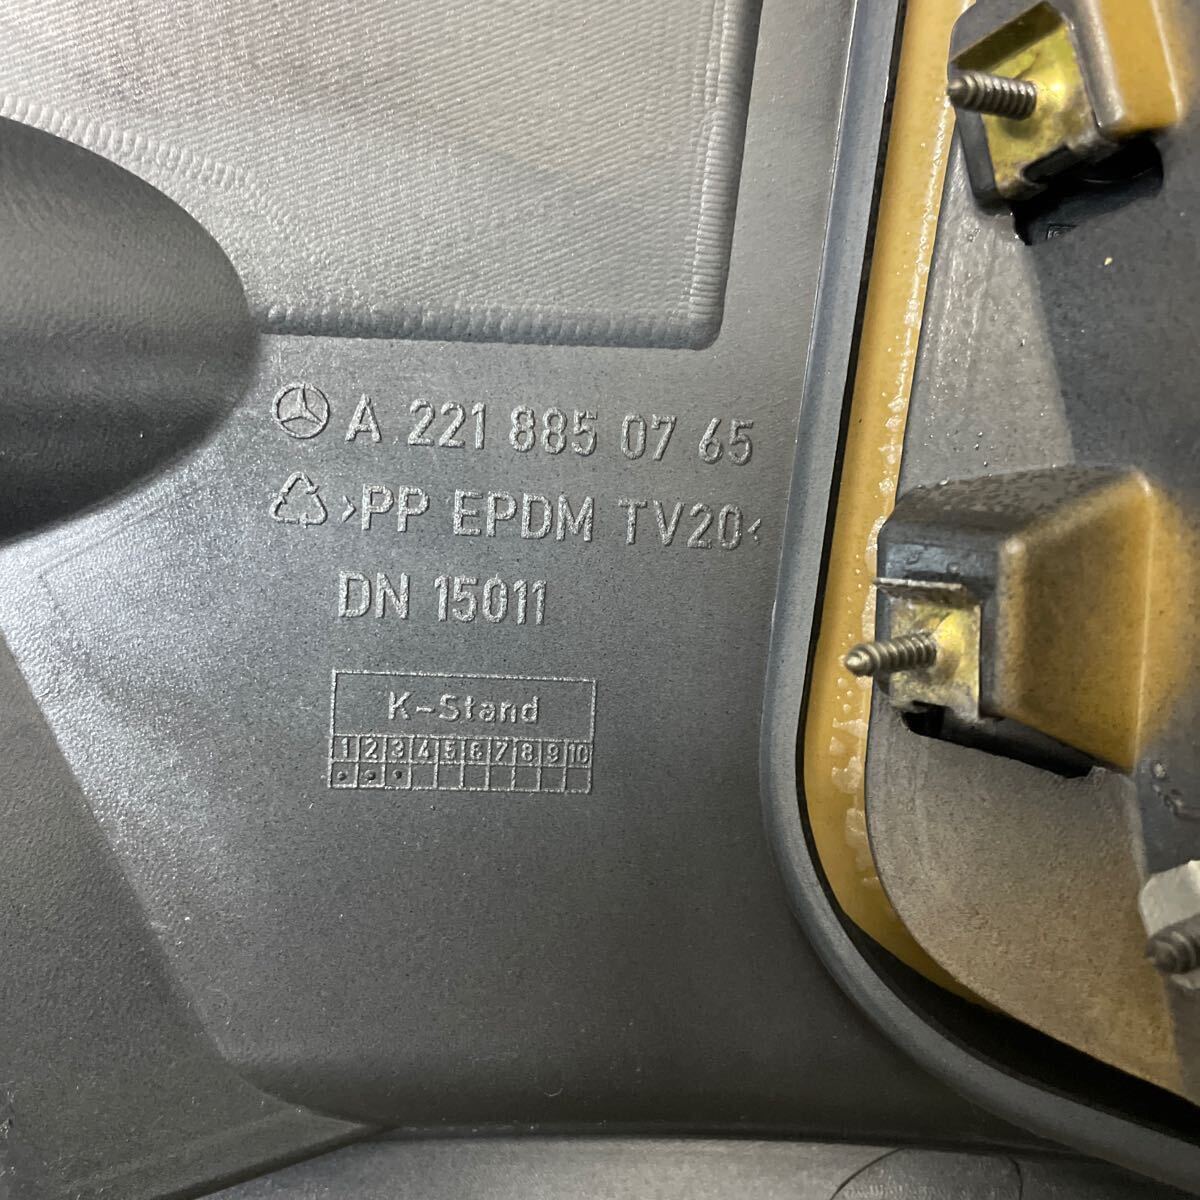 A 221 885 07 65
>PP EPDM TV20<
DN 15011
K-Stand
1 2 3 4 5 6 7 8 9 10